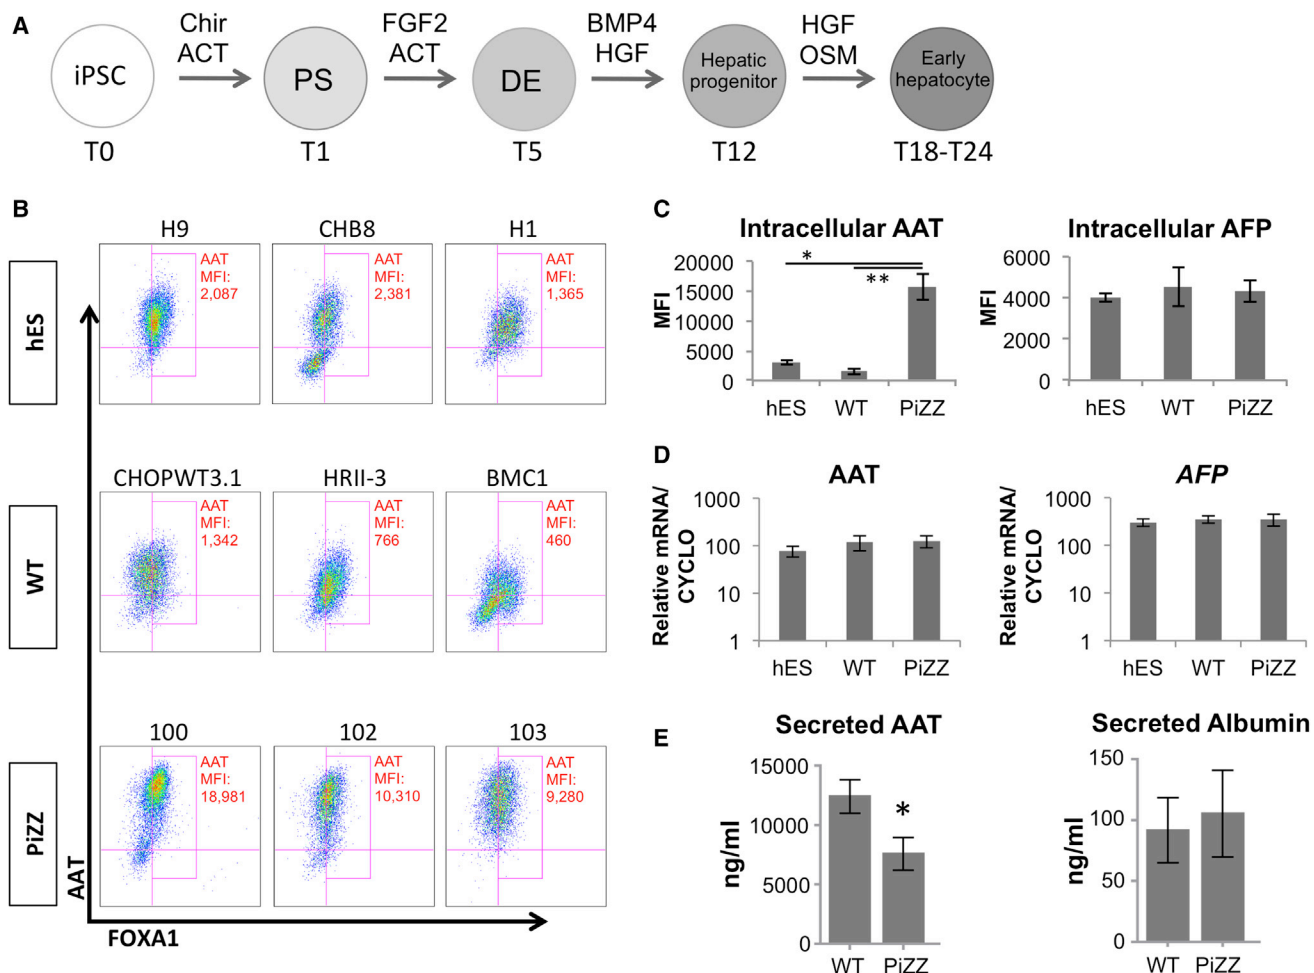 A
iPSC
T0
Chir
ACT
PS
T1
FGF2
ACT
DE
T5
BMP4
HGF
Hepatic
progenitor
T12
HGF
OSM
Early
hepatocyte
T18-T24
B
hES
H9
AAT
MFI:
2,087
CHB8
AAT
MFI:
2,381
H1
AAT
MFI:
1,365
WT
CHOPWT3.1
AAT
MFI:
1,342
HRII-3
AAT
MFI:
766
BMC1
AAT
MFI:
460
PiZZ
100
AAT
MFI:
18,981
102
AAT
MFI:
10,310
103
AAT
MFI:
9,280
AAT
FOXA1
C
Intracellular AAT
MFI
20000
15000
10000
5000
0
*
**
hES WT PiZZ
Intracellular AFP
MFI
6000
4000
2000
0
hES WT PiZZ
D
AAT
Relative mRNA/
CYCLO
1000
100
10
1
hES WT PiZZ
AFP
Relative mRNA/
CYCLO
1000
100
10
1
hES WT PiZZ
E
Secreted AAT
ng/ml
15000
10000
5000
0
*
WT PiZZ
Secreted Albumin
ng/ml
150
100
50
0
WT PiZZ